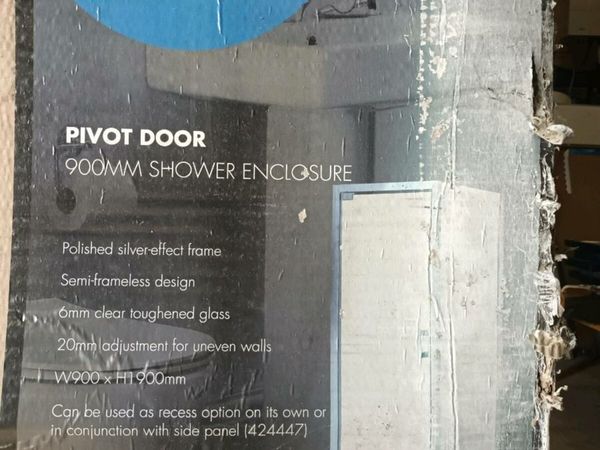 PIVOT DOOR
900MM SHOWER ENCLOSURE
Polished silver-effect frame
Semi-frameless design
6mm clear toughened glass
20mm adjustment for uneven walls
W900 x H1900mm
Can be used as recess option on its own or
in conjunction with side panel (424447)